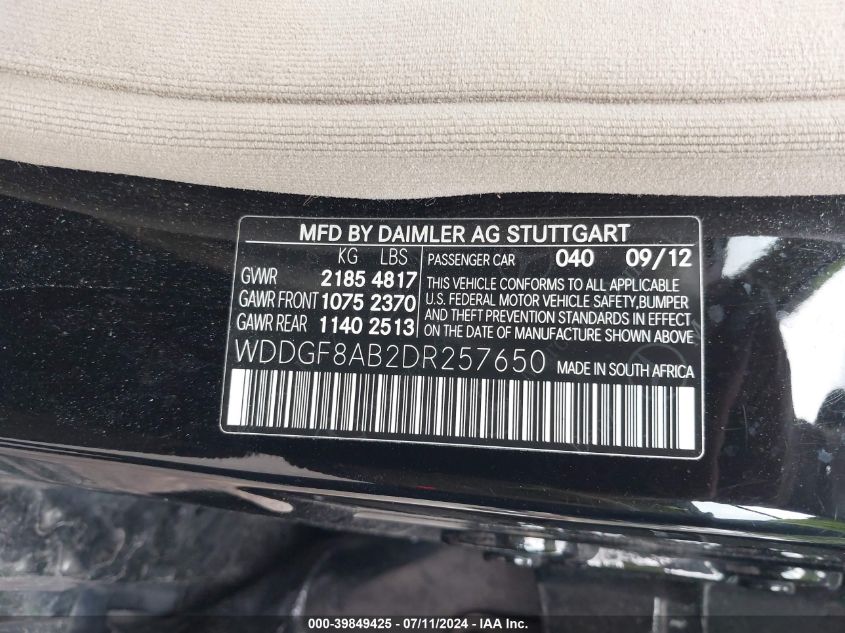 MFD BY DAIMLER AG STUTTGART
KG LBS
GVWR 2185 4817
GAWR FRONT 1075 2370
GAWR REAR 1140 2513
PASSENGER CAR 040 09/12
THIS VEHICLE CONFORMS TO ALL APPLICABLE
U.S. FEDERAL MOTOR VEHICLE SAFETY,BUMPER
AND THEFT PREVENTION STANDARDS IN EFFECT
ON THE DATE OF MANUFACTURE SHOWN ABOVE
WDDGF8AB2DR257650 MADE IN SOUTH AFRICA
000-39849425 - 07/11/2024 - IAA Inc.